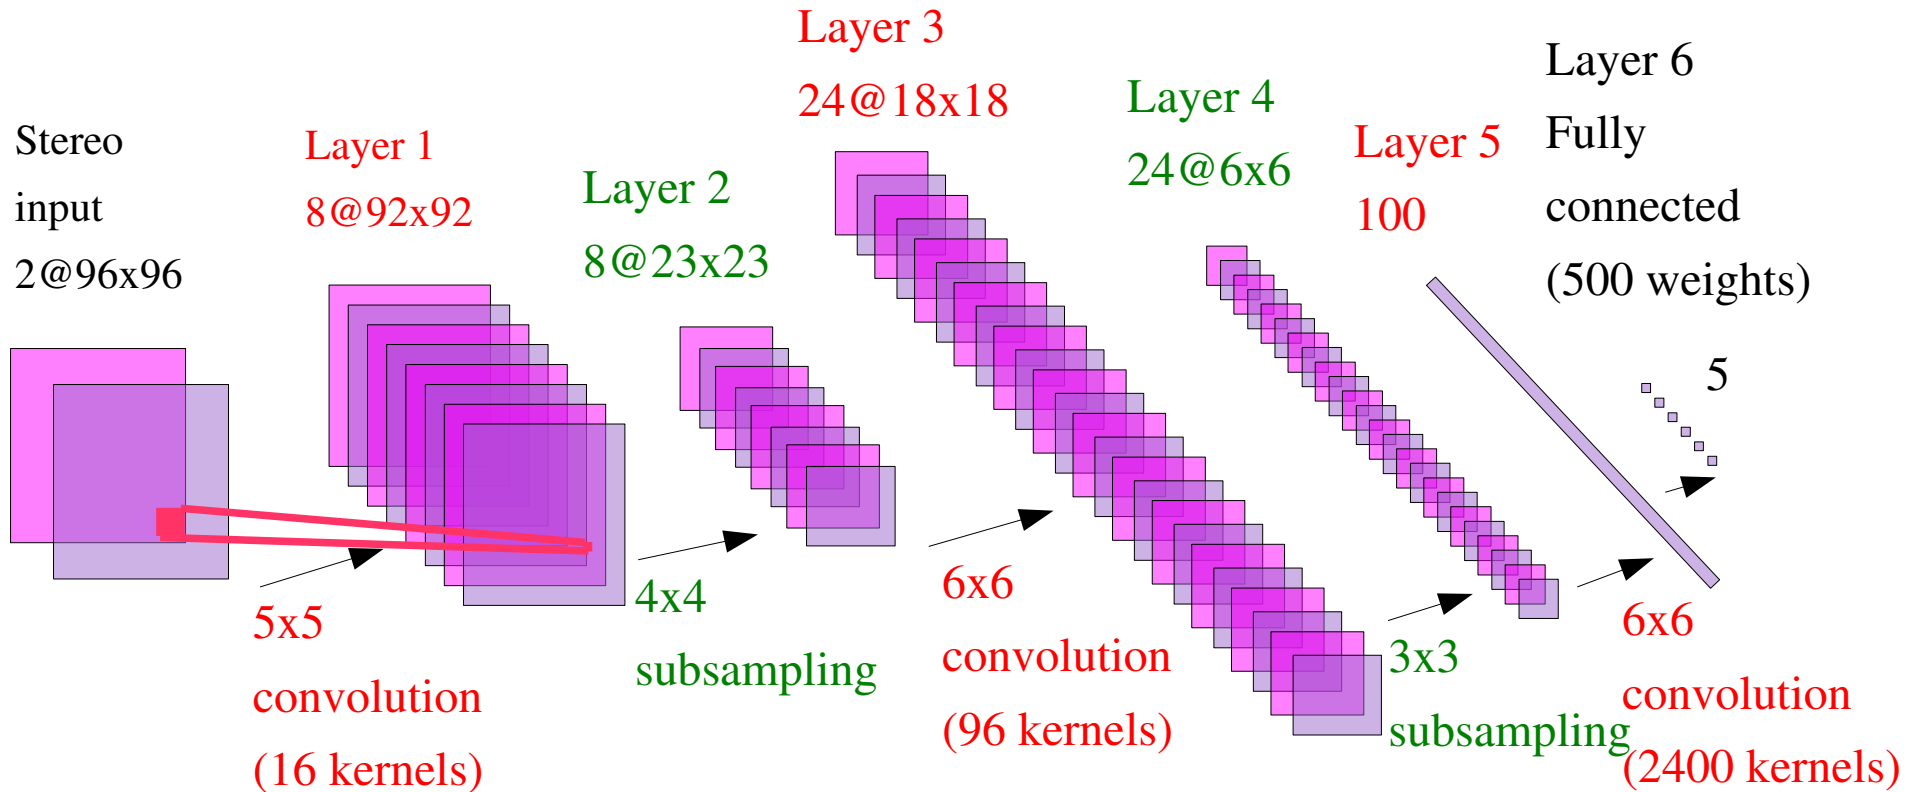 Stereo
input
2@96x96
Layer 1
8@92x92
Layer 2
8@23x23
Layer 3
24@18x18
Layer 4
24@6x6
Layer 5
100
Layer 6
Fully
connected
(500 weights)
5
5x5
convolution
(16 kernels)
4x4
subsampling
6x6
convolution
(96 kernels)
3x3
subsampling
6x6
convolution
(2400 kernels)